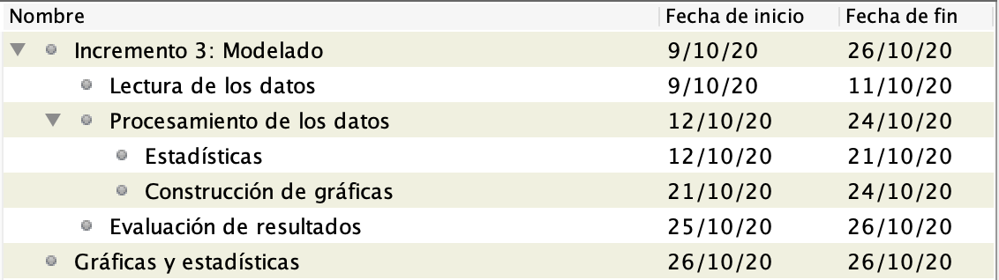 Nombre Fecha de inicio Fecha de fin
Incremento 3: Modelado 9/10/20 26/10/20
Lectura de los datos 9/10/20 11/10/20
Procesamiento de los datos 12/10/20 24/10/20
Estadísticas 12/10/20 21/10/20
Construcción de gráficas 21/10/20 24/10/20
Evaluación de resultados 25/10/20 26/10/20
Gráficas y estadísticas 26/10/20 26/10/20